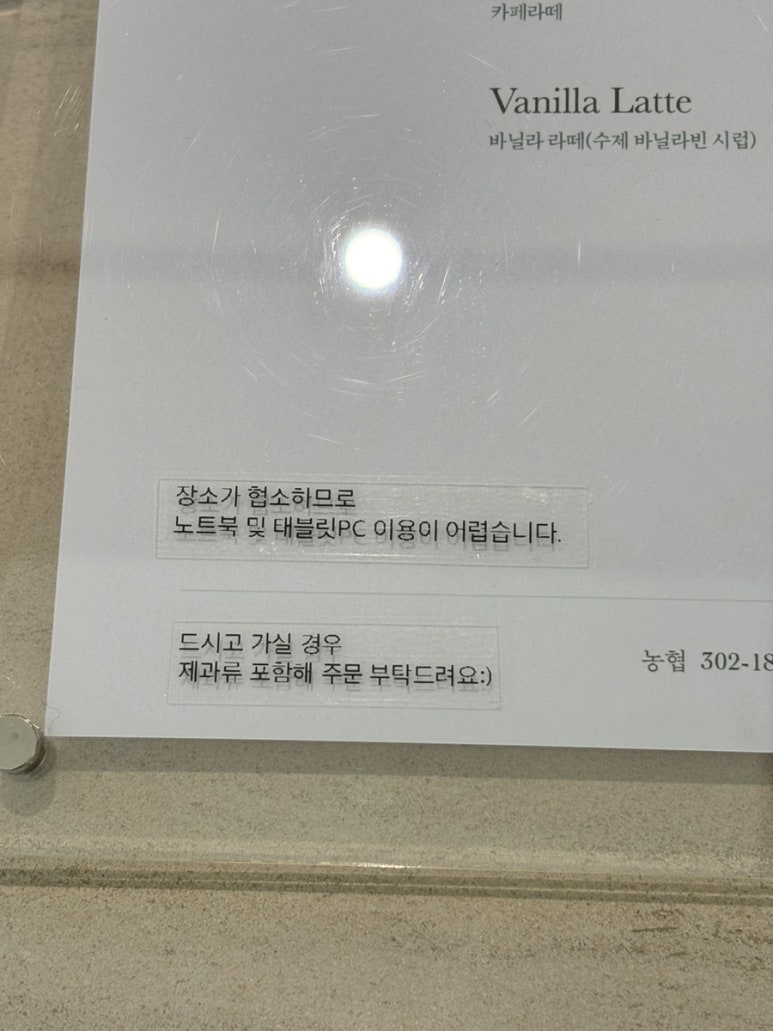 카페라떼
Vanilla Latte
바닐라 라떼(수제 바닐라빈 시럽)
장소가 협소하므로
노트북 및 태블릿PC 이용이 어렵습니다.
드시고 가실 경우
제과류 포함해 주문 부탁드려요:)
농협 302-18